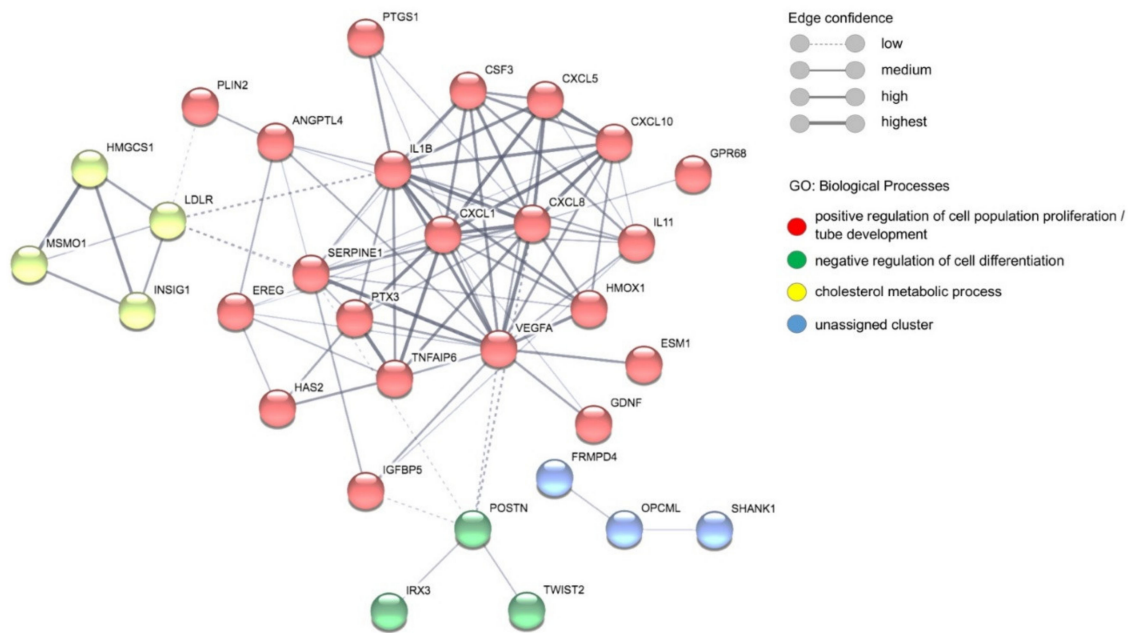 PTGS1
CSF3
CXCL5
PLIN2
ANGPTL4
CXCL10
IL1B
GPR68
HMGCS1
LDLR
CXCL8
CXCL1
IL11
MSMO1
SERPINE1
INSIG1
EREG
PTX3
HMOX1
VEGFA
ESM1
TNFAIP6
HAS2
GDNF
FRMPD4
IGFBP5
POSTN
OPCML
SHANK1
IRX3
TWIST2
Edge confidence
low
medium
high
highest
GO: Biological Processes
positive regulation of cell population proliferation /
tube development
negative regulation of cell differentiation
cholesterol metabolic process
unassigned cluster